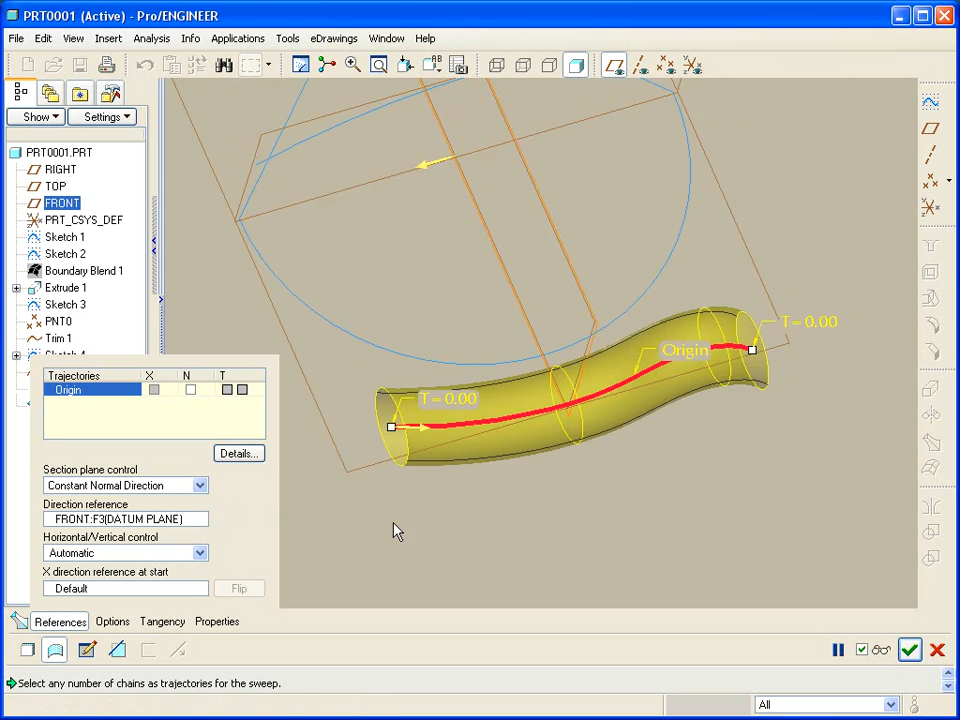 PRT0001 (Active) - Pro/ENGINEER
File Edit View Insert Analysis Info Applications Tools eDrawings Window Help
Show Settings
PRT0001.PRT
RIGHT
TOP
FRONT
PRT_CSYS_DEF
Sketch 1
Sketch 2
Boundary Blend 1
Extrude 1
Sketch 3
PNT0
Trim 1
T = 0.00
Origin
T = 0.00
Trajectories X N T
Origin
Details...
Section plane control
Constant Normal Direction
Direction reference
FRONT:F3(DATUM PLANE)
Horizontal/Vertical control
Automatic
X direction reference at start
Default Flip
References Options Tangency Properties
Select any number of chains as trajectories for the sweep.
All